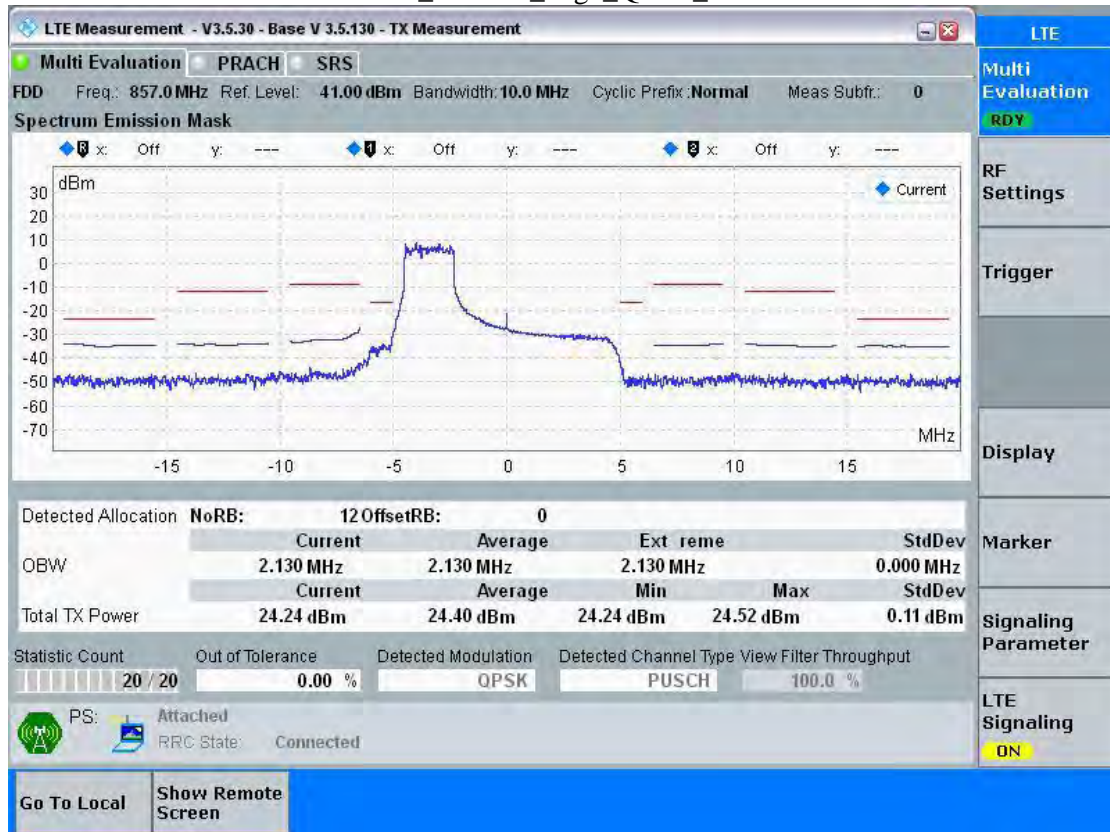 LTE Measurement - V3.5.30 - Base V 3.5.130 - TX Measurement
LTE
Multi Evaluation PRACH SRS
Multi Evaluation
RDY
FDD Freq.: 857.0 MHz Ref. Level: 41.00 dBm Bandwidth: 10.0 MHz Cyclic Prefix : Normal Meas Subfr.: 0
Spectrum Emission Mask
R x: Off y: --- 1 x: Off y: --- 2 x: Off y: ---
dBm
Current
30
20
10
0
-10
-20
-30
-40
-50
-60
-70
MHz
-15 -10 -5 0 5 10 15
RF Settings
Trigger
Display
Marker
Signaling Parameter
LTE Signaling
ON
Detected Allocation NoRB: 12 OffsetRB: 0
Current Average Ext reme StdDev
OBW 2.130 MHz 2.130 MHz 2.130 MHz 0.000 MHz
Current Average Min Max StdDev
Total TX Power 24.24 dBm 24.40 dBm 24.24 dBm 24.52 dBm 0.11 dBm
Statistic Count Out of Tolerance Detected Modulation Detected Channel Type View Filter Throughput
20 / 20 0.00 % QPSK PUSCH 100.0 %
PS: Attached
RRC State: Connected
Go To Local
Show Remote Screen